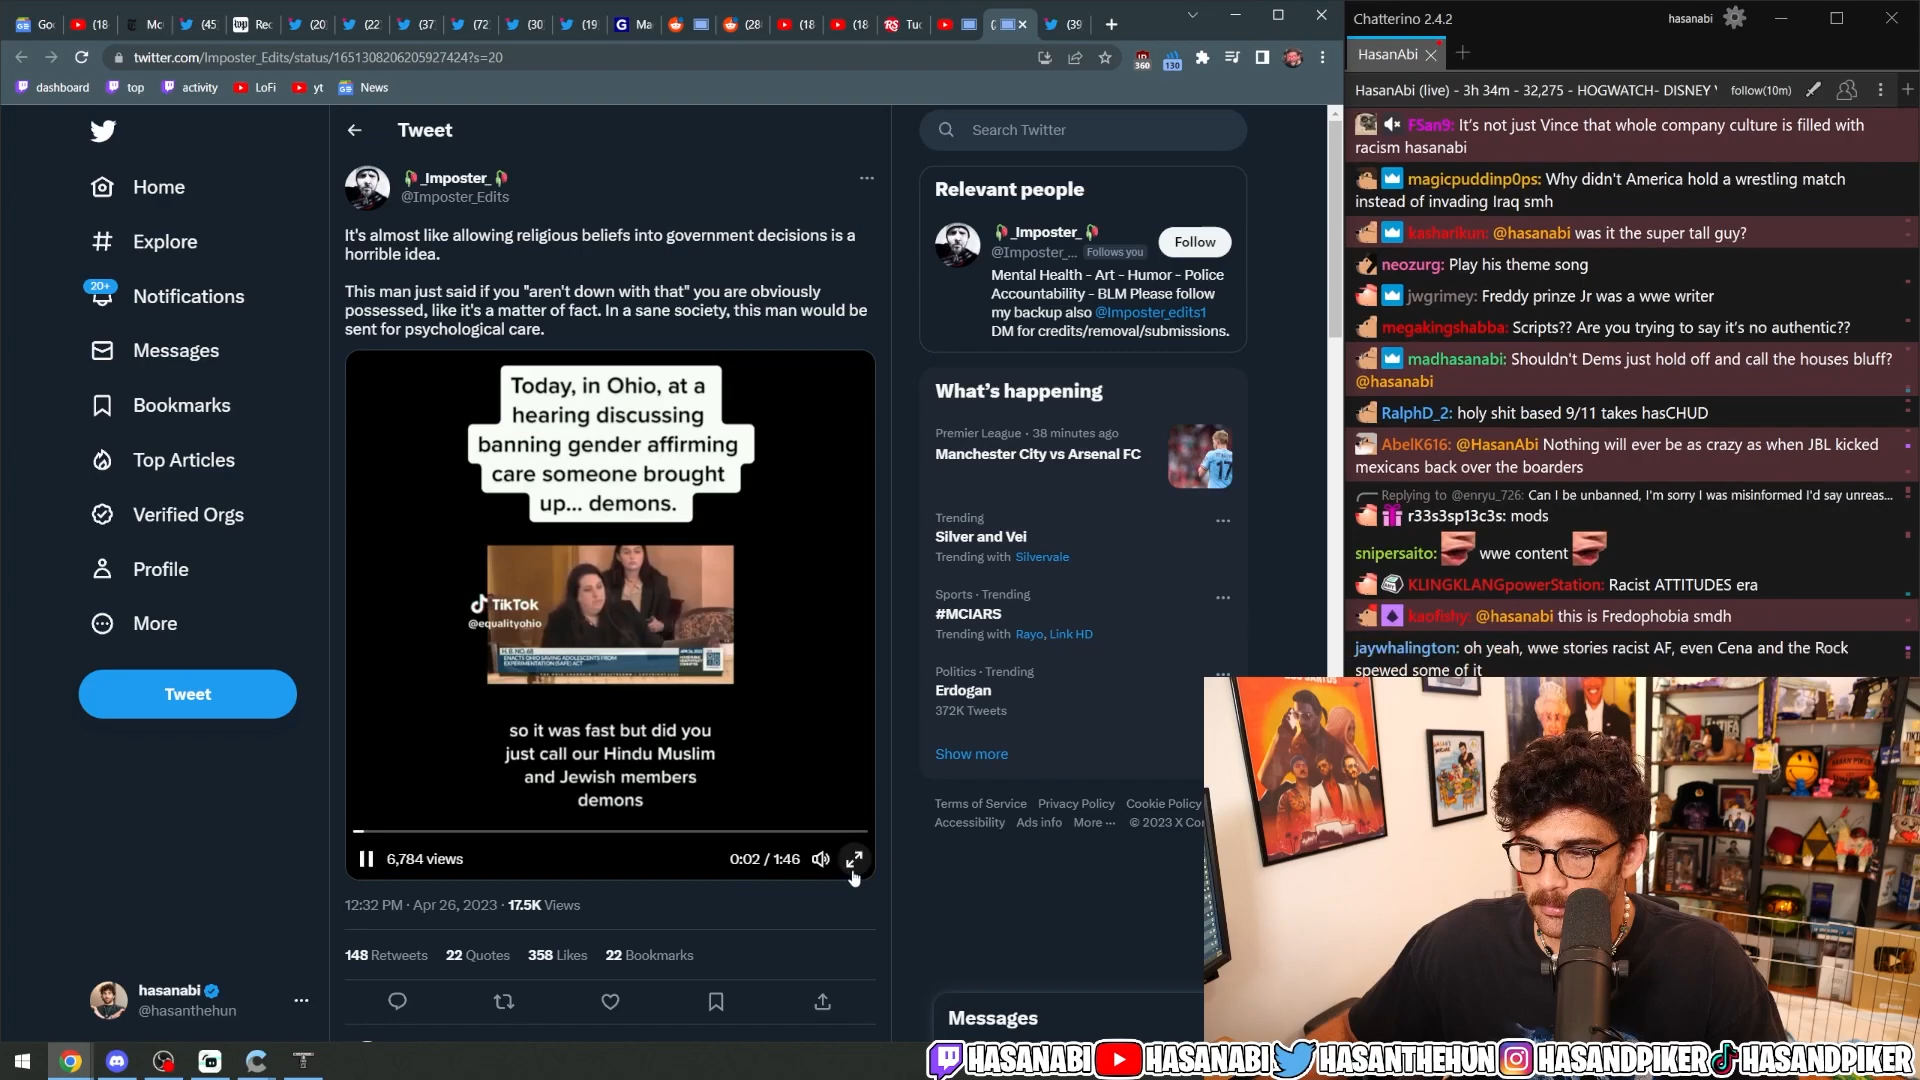 twitter.com/Imposter_Edits/status/1651308206205927424?s=20
360
130
dashboard
top
activity
LoFi
yt
News
Home
Explore
20+
Notifications
Messages
Bookmarks
Top Articles
Verified Orgs
Profile
More
Tweet
hasanabi
@hasanthehun
Tweet
_Imposter_
@Imposter_Edits
It's almost like allowing religious beliefs into government decisions is a
horrible idea.
This man just said if you "aren't down with that" you are obviously
possessed, like it's a matter of fact. In a sane society, this man would be
sent for psychological care.
Today, in Ohio, at a
hearing discussing
banning gender affirming
care someone brought
up... demons.
TikTok
@equalityohio
H.B. NO. 68
ENACTS OHIO SAVING ADOLESCENTS FROM
EXPERIMENTATION (SAFE) ACT
so it was fast but did you
just call our Hindu Muslim
and Jewish members
demons
6,784 views
0:02 / 1:46
12:32 PM · Apr 26, 2023 · 17.5K Views
148 Retweets 22 Quotes 358 Likes 22 Bookmarks
Search Twitter
Relevant people
_Imposter_
@Imposter_... Follows you
Follow
Mental Health - Art - Humor - Police
Accountability - BLM Please follow
my backup also @Imposter_edits1
DM for credits/removal/submissions.
What's happening
Premier League · 38 minutes ago
Manchester City vs Arsenal FC
Trending
Silver and Vei
Trending with Silvervale
Sports · Trending
#MCIARS
Trending with Rayo, Link HD
Politics · Trending
Erdogan
372K Tweets
Show more
Terms of Service Privacy Policy Cookie Policy
Accessibility Ads info More ··· © 2023 X Cor
Messages
Chatterino 2.4.2
hasanabi
HasanAbi
HasanAbi (live) - 3h 34m - 32,275 - HOGWATCH- DISNEY
follow(10m)
FSan9: It's not just Vince that whole company culture is filled with
racism hasanabi
magicpuddinp0ps: Why didn't America hold a wrestling match
instead of invading Iraq smh
kasharikun: @hasanabi was it the super tall guy?
neozurg: Play his theme song
jwgrimey: Freddy prinze Jr was a wwe writer
megakingshabba: Scripts?? Are you trying to say it's no authentic??
madhasanabi: Shouldn't Dems just hold off and call the houses bluff?
@hasanabi
RalphD_2: holy shit based 9/11 takes hasCHUD
AbelK616: @HasanAbi Nothing will ever be as crazy as when JBL kicked
mexicans back over the boarders
Replying to @enryu_726: Can I be unbanned, I'm sorry I was misinformed I'd say unreas...
r33s3sp13c3s: mods
snipersaito: wwe content
KLINGKLANGpowerStation: Racist ATTITUDES era
kaofishy: @hasanabi this is Fredophobia smdh
jaywhalington: oh yeah, wwe stories racist AF, even Cena and the Rock
spewed some of it
HASANABI HASANABI HASANTHEHUN HASANDPIKER HASANDPIKER